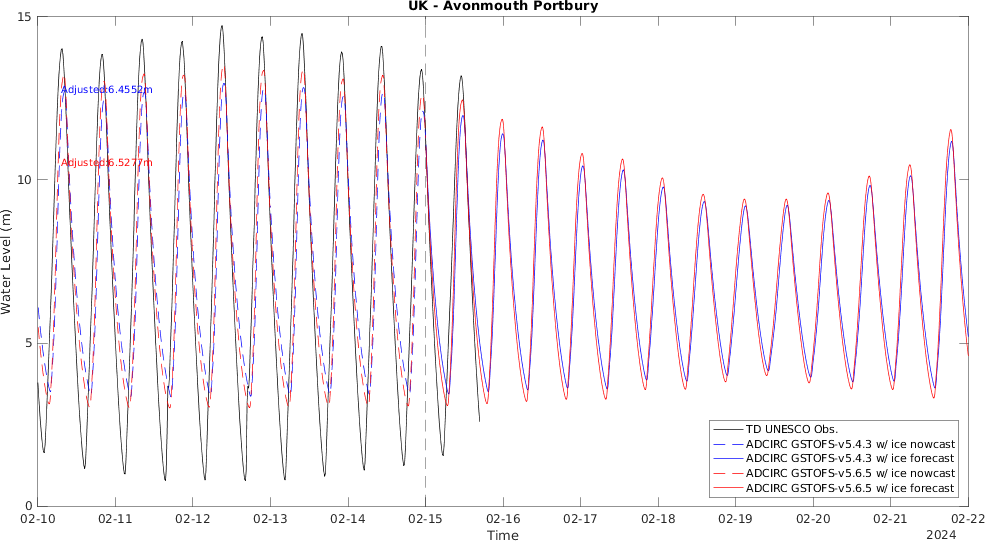 UK - Avonmouth Portbury
15
Adjusted:6.4552m
Adjusted:6.5277m
10
Water Level (m)
5
TD UNESCO Obs.
ADCIRC GSTOFS-v5.4.3 w/ ice nowcast
ADCIRC GSTOFS-v5.4.3 w/ ice forecast
ADCIRC GSTOFS-v5.6.5 w/ ice nowcast
ADCIRC GSTOFS-v5.6.5 w/ ice forecast
0
02-10 02-11 02-12 02-13 02-14 02-15 02-16 02-17 02-18 02-19 02-20 02-21 02-22
Time
2024